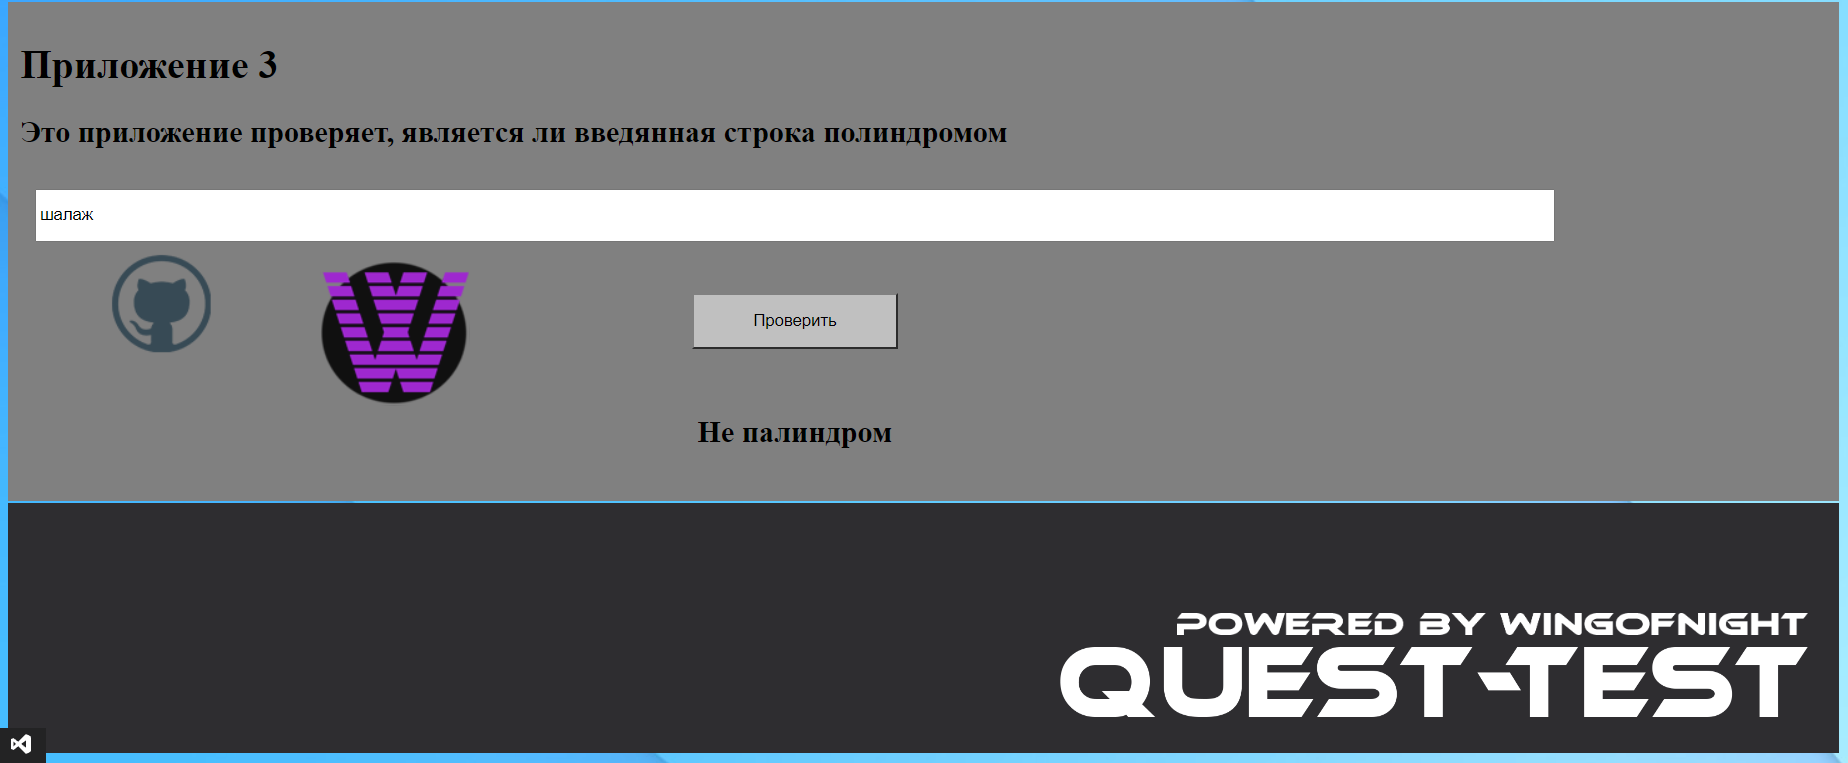 Приложение 3
Это приложение проверяет, является ли введянная строка полиндромом
шалаж
W
Проверить
Не палиндром
POWERED BY WINGOFNIGHT
QUEST-TEST